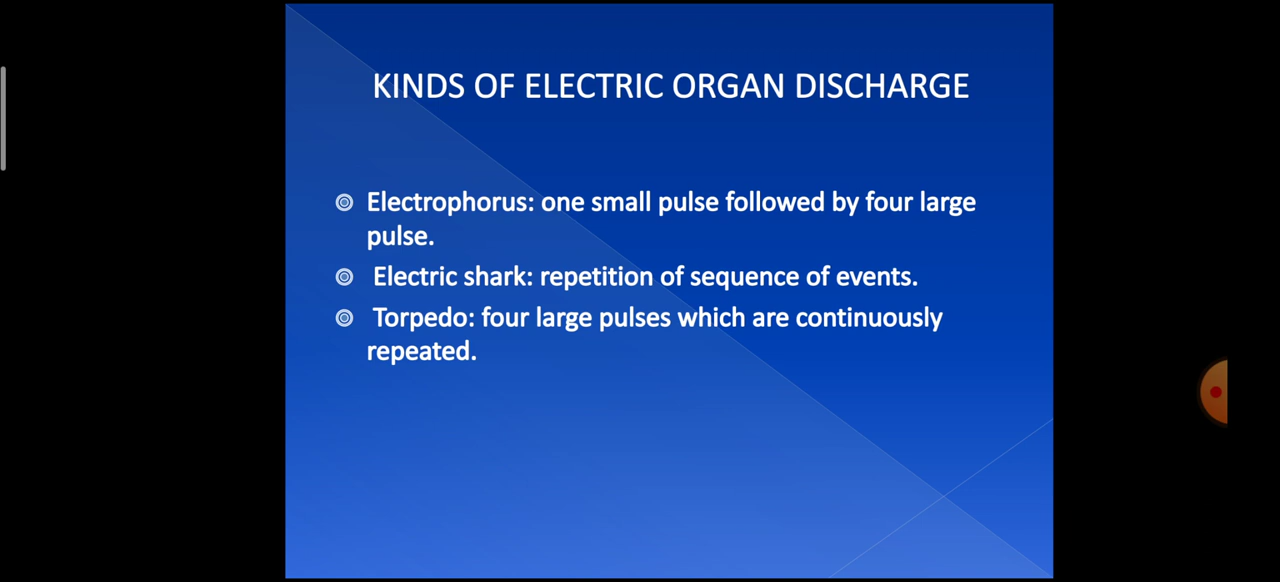 KINDS OF ELECTRIC ORGAN DISCHARGE
Electrophorus: one small pulse followed by four large
pulse.
Electric shark: repetition of sequence of events.
Torpedo: four large pulses which are continuously
repeated.